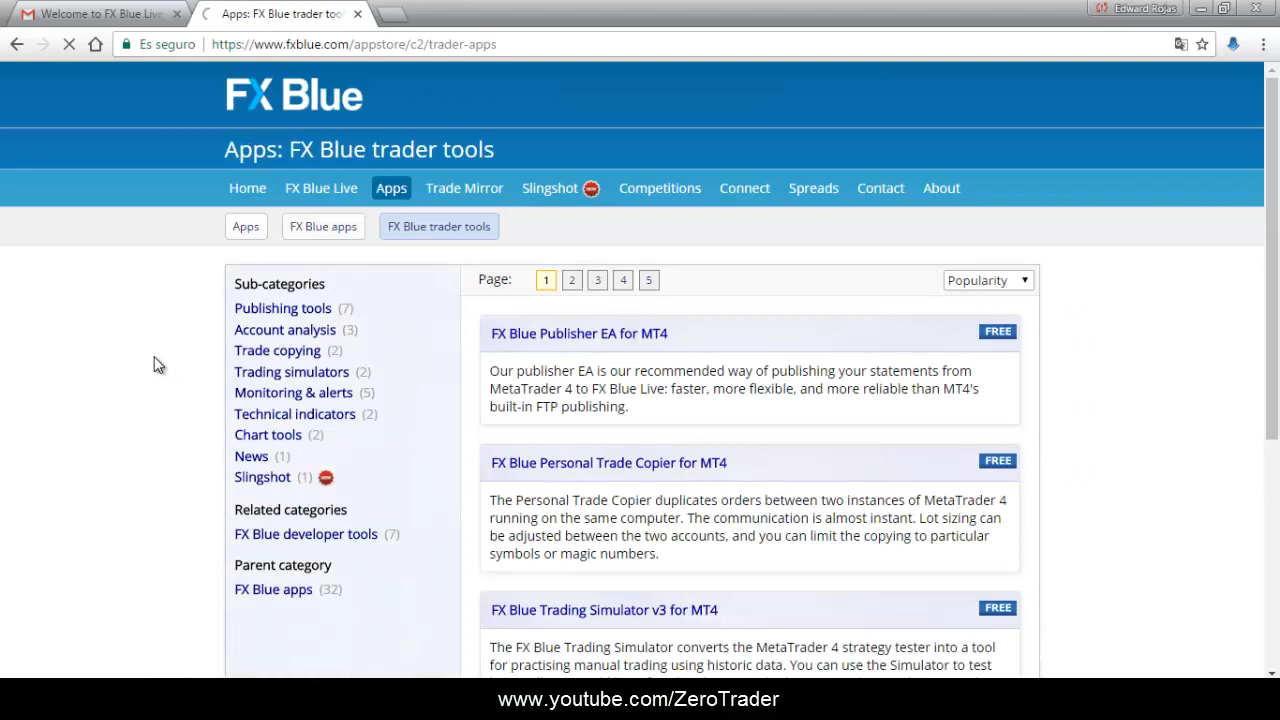 Welcome to FX Blue Live
Apps: FX Blue trader tool
Edward Rojas
Es seguro
https://www.fxblue.com/appstore/c2/trader-apps
FX Blue
Apps: FX Blue trader tools
Home FX Blue Live Apps Trade Mirror Slingshot NEW Competitions Connect Spreads Contact About
Apps FX Blue apps FX Blue trader tools
Sub-categories
Publishing tools (7)
Account analysis (3)
Trade copying (2)
Trading simulators (2)
Monitoring & alerts (5)
Technical indicators (2)
Chart tools (2)
News (1)
Slingshot (1) NEW
Related categories
FX Blue developer tools (7)
Parent category
FX Blue apps (32)
Page: 1 2 3 4 5 Popularity
FX Blue Publisher EA for MT4 FREE
Our publisher EA is our recommended way of publishing your statements from
MetaTrader 4 to FX Blue Live: faster, more flexible, and more reliable than MT4's
built-in FTP publishing.
FX Blue Personal Trade Copier for MT4 FREE
The Personal Trade Copier duplicates orders between two instances of MetaTrader 4
running on the same computer. The communication is almost instant. Lot sizing can
be adjusted between the two accounts, and you can limit the copying to particular
symbols or magic numbers.
FX Blue Trading Simulator v3 for MT4 FREE
The FX Blue Trading Simulator converts the MetaTrader 4 strategy tester into a tool
for practising manual trading using historic data. You can use the Simulator to test
www.youtube.com/ZeroTrader